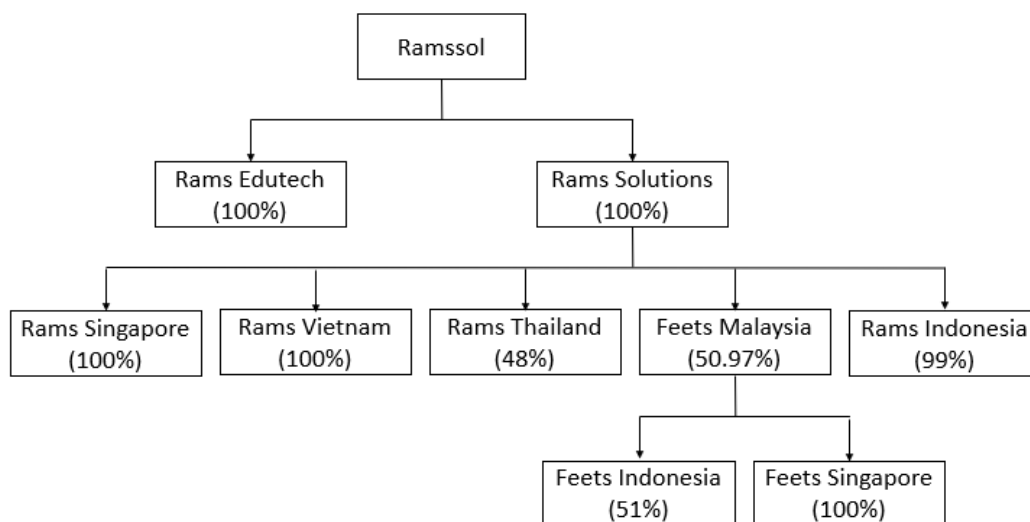 Ramssol
Rams Edutech
(100%)
Rams Solutions
(100%)
Rams Singapore
(100%)
Rams Vietnam
(100%)
Rams Thailand
(48%)
Feets Malaysia
(50.97%)
Rams Indonesia
(99%)
Feets Indonesia
(51%)
Feets Singapore
(100%)